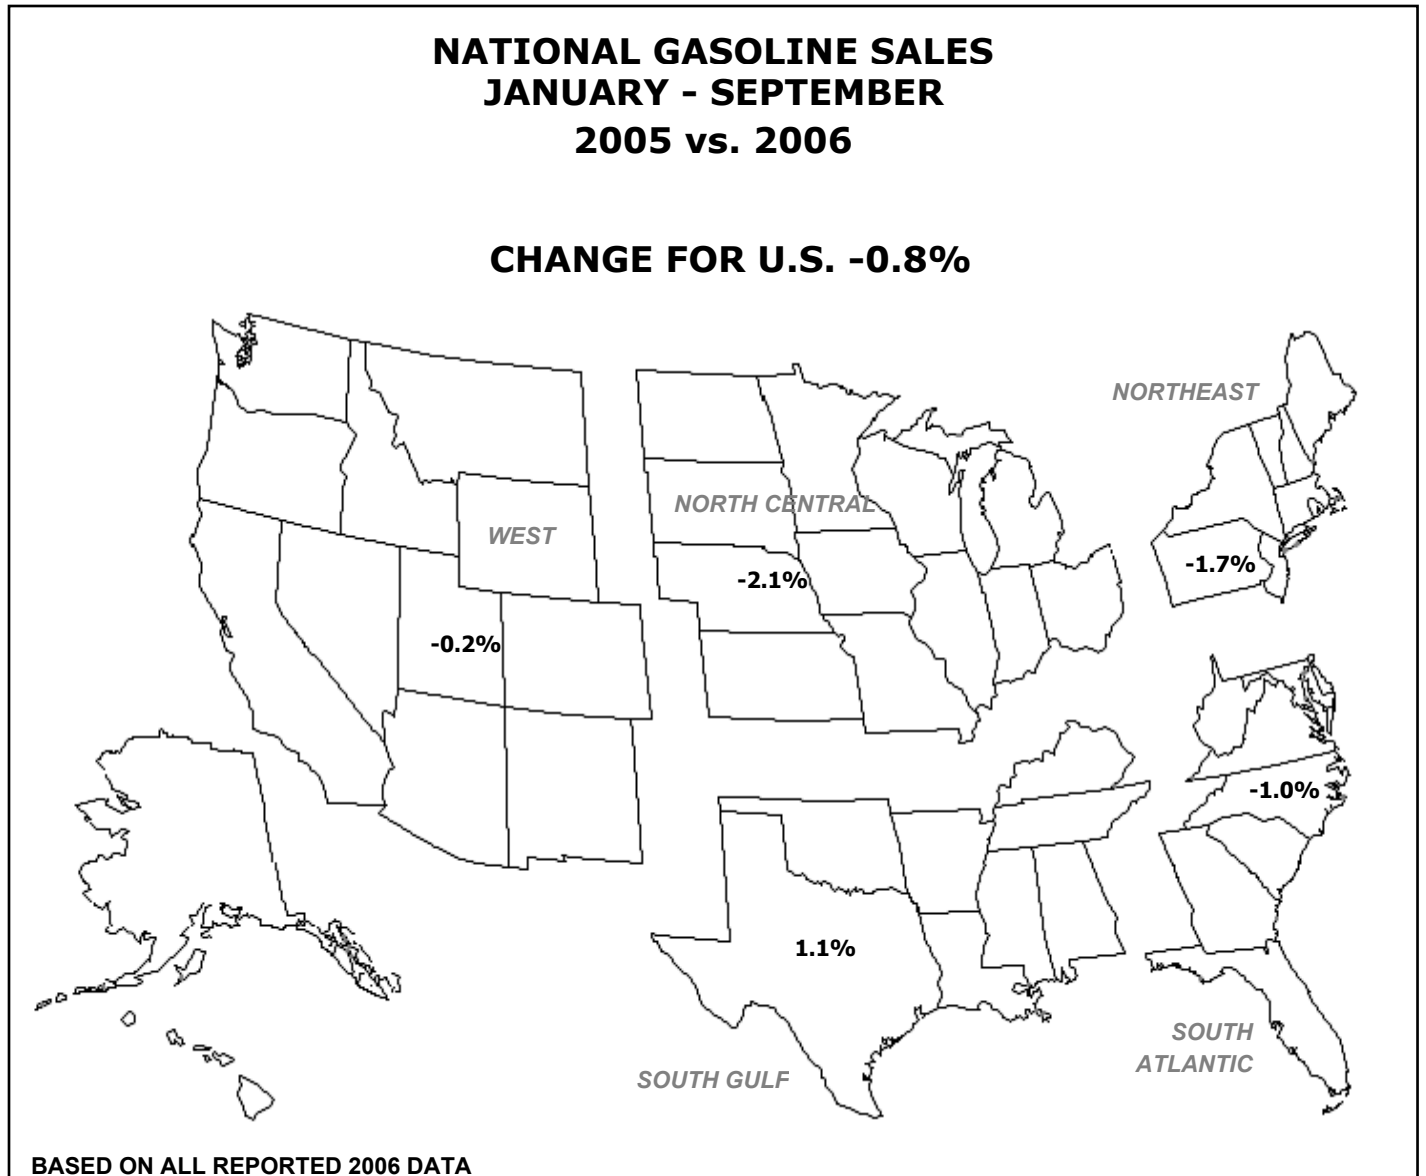 NATIONAL GASOLINE SALES
JANUARY - SEPTEMBER
2005 vs. 2006
CHANGE FOR U.S. -0.8%
NORTHEAST
NORTH CENTRAL
WEST
-1.7%
-2.1%
-0.2%
-1.0%
1.1%
SOUTH
ATLANTIC
SOUTH GULF
BASED ON ALL REPORTED 2006 DATA